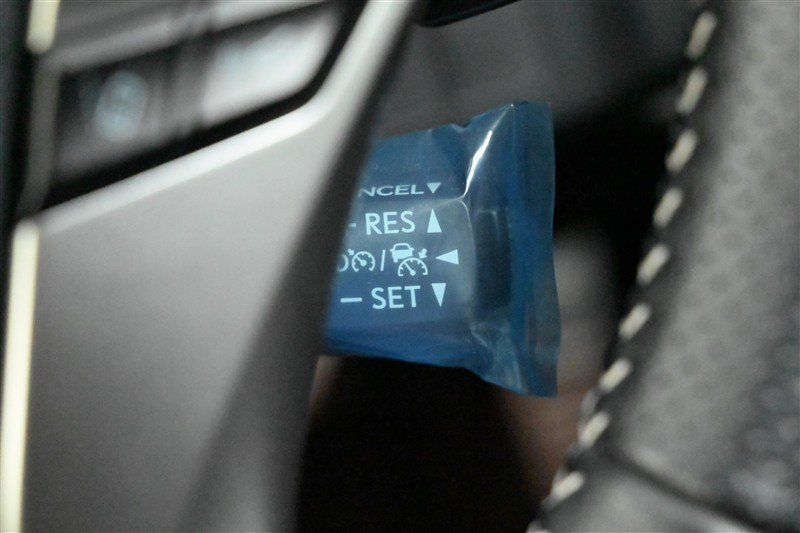 NCEL▼
- RES ▲
/ ◀
— SET ▼